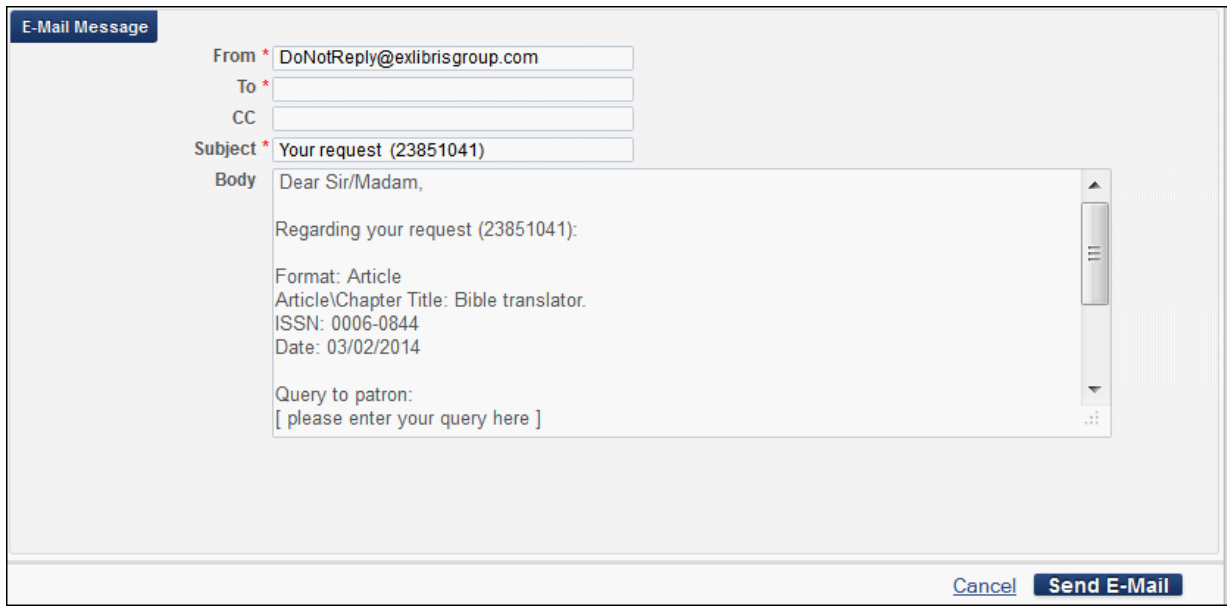 E-Mail Message
From * DoNotReply@exlibrisgroup.com
To *
CC
Subject * Your request (23851041)
Body
Dear Sir/Madam,
Regarding your request (23851041):
Format: Article
Article\Chapter Title: Bible translator.
ISSN: 0006-0844
Date: 03/02/2014
Query to patron:
[ please enter your query here ]
Cancel Send E-Mail